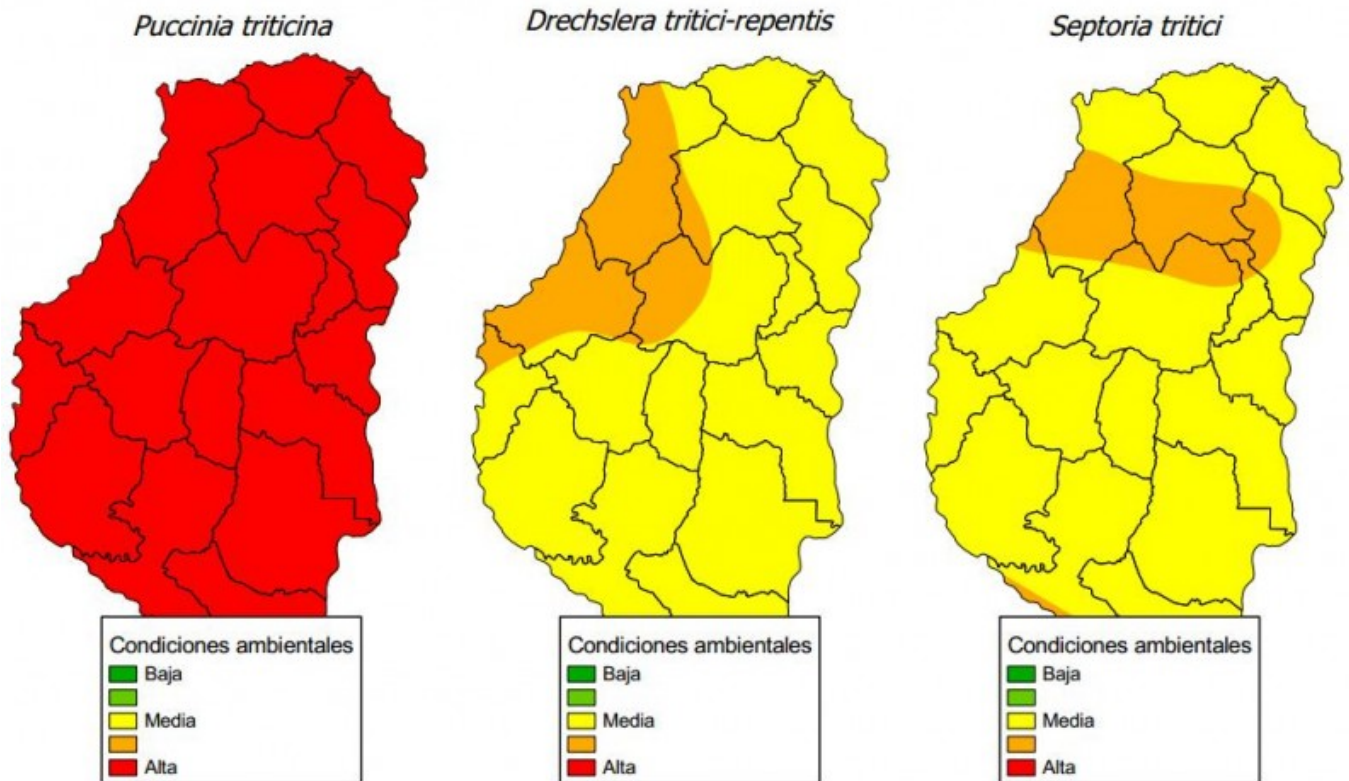 Puccinia triticina
Drechslera tritici-repentis
Septoria tritici
Condiciones ambientales
Baja
Media
Alta
Condiciones ambientales
Baja
Media
Alta
Condiciones ambientales
Baja
Media
Alta